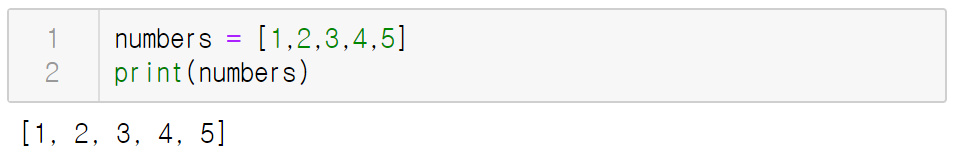 1 numbers = [1,2,3,4,5]
2 print(numbers)
[1, 2, 3, 4, 5]